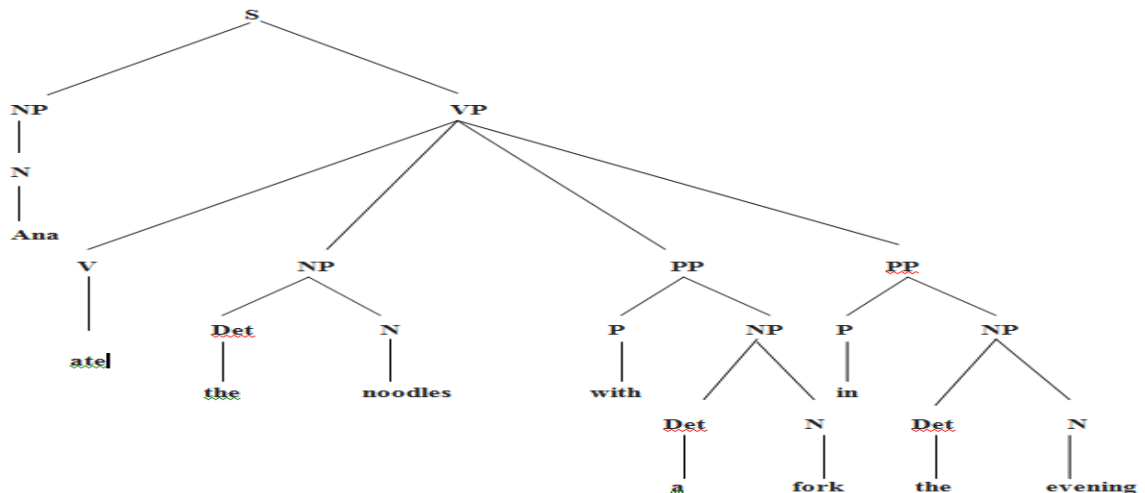 S
NP VP
N
Ana
V NP PP PP
Det N P NP P NP
ate
the noodles with in
Det N Det N
a fork the evening